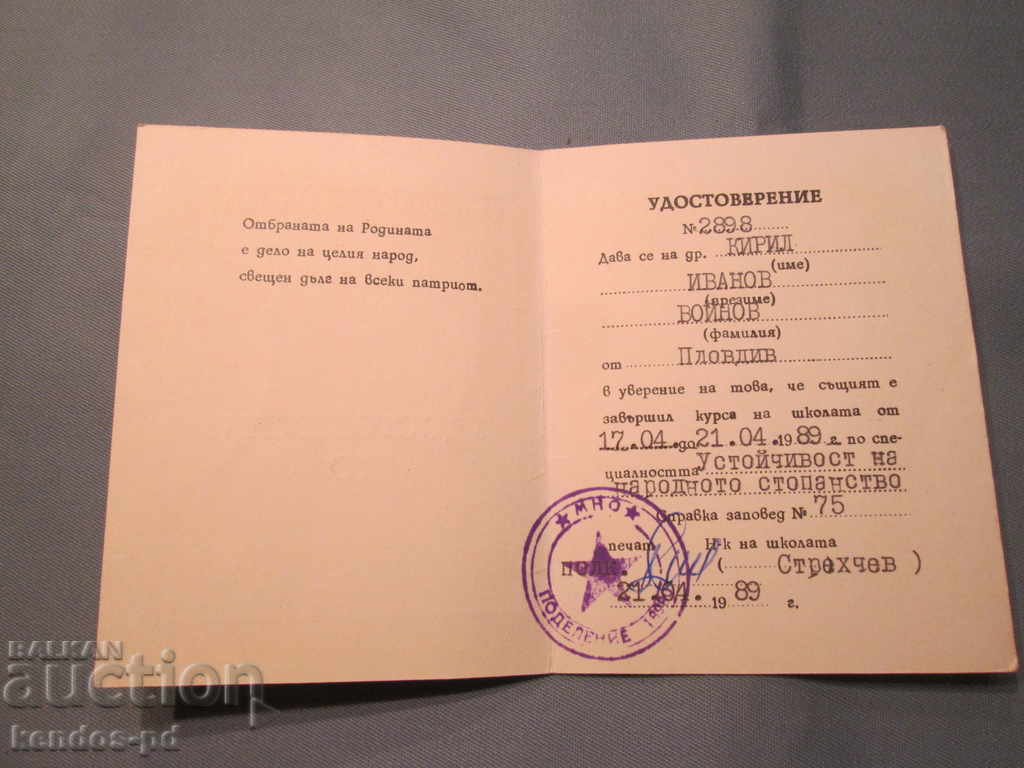 Отбраната на Родината
е дело на целия народ,
свещен дълг на всеки патриот.
УДОСТОВЕРЕНИЕ
№ 2898
Дава се на др. КИРИЛ
(име)
ИВАНОВ
(презиме)
ВОЙНОВ
(фамилия)
от Пловдив
в уверение на това, че същият е
завършил курса на школата от
17.04. до 21.04.1989 г. по спе-
циалността Устойчивост на
народното стопанство
Справка заповед № 75
печат Н-к на школата
полк. ( Стрехчев )
21.04. 1989 г.
МНО
ПОДЕЛЕНИЕ
BALKAN
auction
kendos-pd